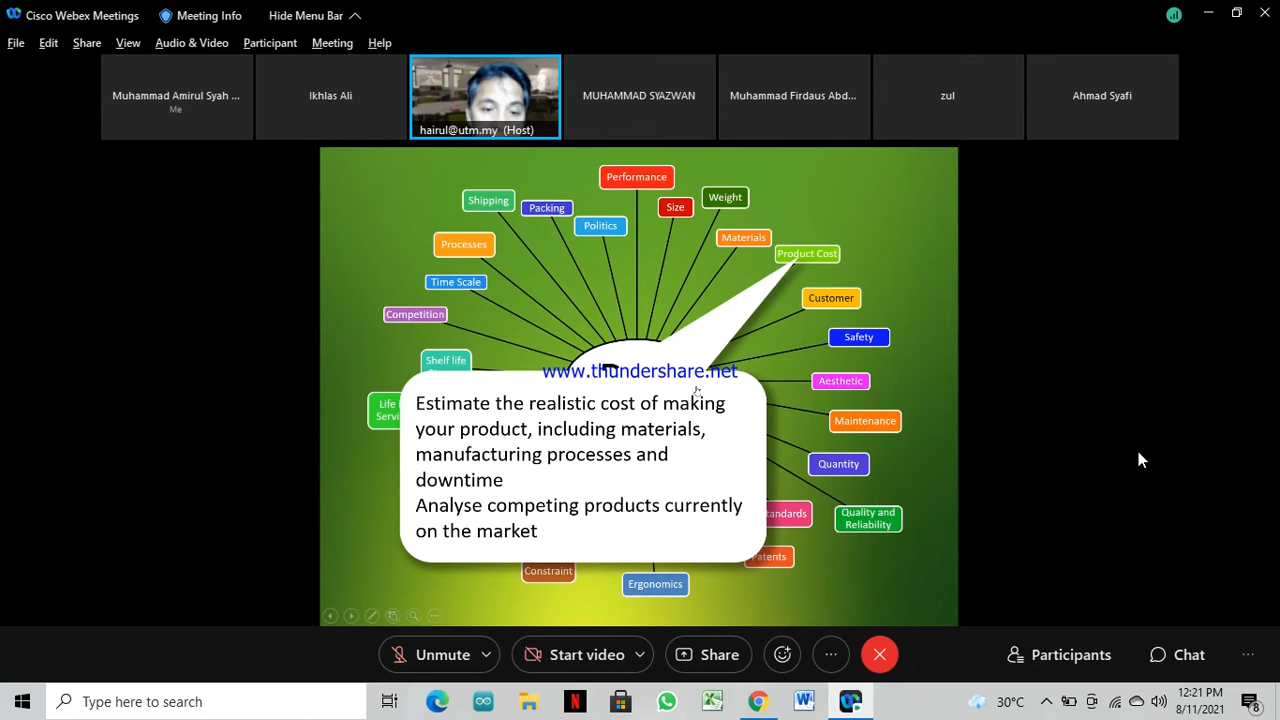 Cisco Webex Meetings
Meeting Info
Hide Menu Bar
File
Edit
Share
View
Audio & Video
Participant
Meeting
Help
Muhammad Amirul Syah ...
Me
Ikhlas Ali
hairul@utm.my (Host)
MUHAMMAD SYAZWAN
Muhammad Firdaus Abd...
zul
Ahmad Syafi
Performance
Shipping
Packing
Politics
Size
Weight
Processes
Materials
Product Cost
Time Scale
Customer
Competition
Safety
Shelf life
www.thundershare.net
Aesthetic
Life
Servi
Estimate the realistic cost of making
your product, including materials,
manufacturing processes and
downtime
Analyse competing products currently
on the market
Maintenance
Quantity
tandards
Quality and
Reliability
Patents
Constraint
Ergonomics
Unmute
Start video
Share
Participants
Chat
Type here to search
30°C
12:21 PM
8/11/2021
8